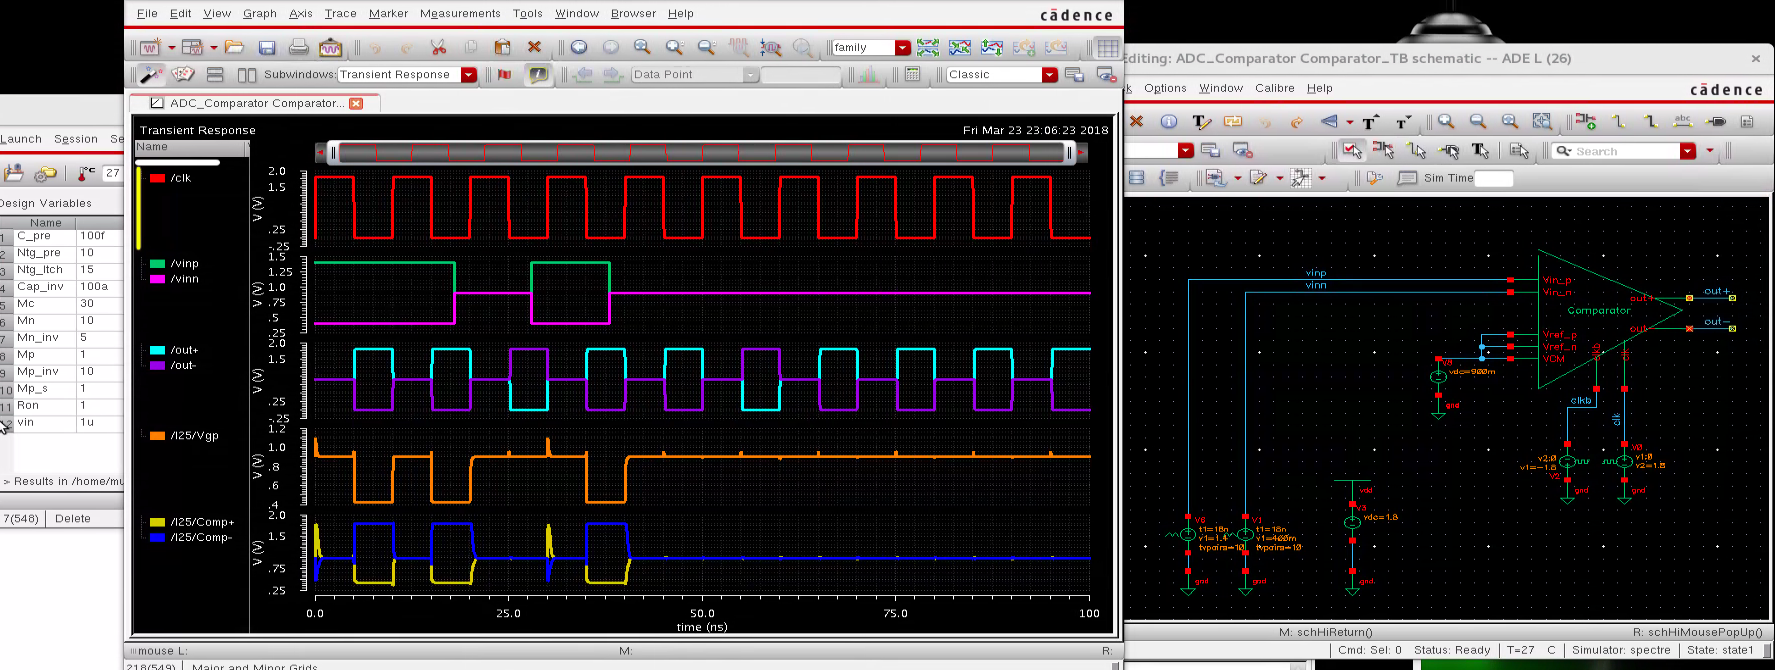 File Edit View Graph Axis Trace Marker Measurements Tools Window Browser Help
cādence
family
Subwindows: Transient Response
Data Point
Classic
ADC_Comparator Comparator...
Transient Response
Fri Mar 23 23:06:23 2018
Name
/clk
/vinp
/vinn
/out+
/out-
/I25/Vgp
/I25/Comp+
/I25/Comp-
V (V)
2.0
1.5
.25
-.25
V (V)
1.5
1.25
1.0
.75
.5
.25
V (V)
2.0
1.5
.25
-.25
V (V)
1.2
1.0
.8
.6
.4
V (V)
2.0
1.5
.75
.25
0.0 25.0 50.0 75.0 100
time (ns)
mouse L: M: R:
218(549) Major and Minor Grids
Launch Session
27
Design Variables
Name
1 C_pre 100f
2 Ntg_pre 10
3 Ntg_ltch 15
4 Cap_inv 100a
5 Mc 30
6 Mn 10
7 Mn_inv 5
8 Mp 1
9 Mp_inv 10
10 Mp_s 1
11 Ron 1
vin 1u
> Results in /home/mu
7(548) Delete
Editing: ADC_Comparator Comparator_TB schematic -- ADE L (26)
Options Window Calibre Help
cādence
Search
Sim Time
vinp
vinn
Vin_p
Vin_n
Comparator
out+
out-
out+
out-
Vref_p
Vref_n
VCM
vdc=900m
gnd
clkb
clk
V2
v2:0
v1=-1.8
gnd
V0
v1:0
v2=1.8
gnd
vdd
V3
vdc=1.8
gnd
t1=18n
v1=1.4
tvpairs=10
gnd
V1
t1=18n
v1=400m
tvpairs=10
gnd
M: schHiReturn() R: schHiMousePopUp()
Cmd: Sel: 0 Status: Ready T=27 C Simulator: spectre State: state1